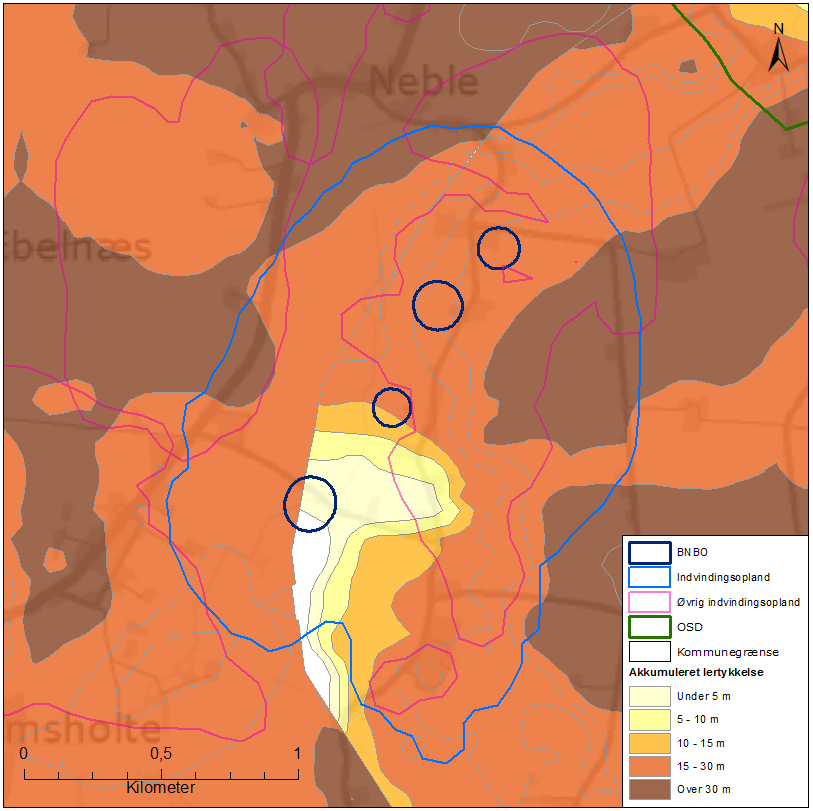 N
Neble
Ebelnæs
msholte
0
0,5
1
Kilometer
BNBO
Indvindingsopland
Øvrig indvindingsopland
OSD
Kommunegrænse
Akkumuleret lertykkelse
Under 5 m
5 - 10 m
10 - 15 m
15 - 30 m
Over 30 m